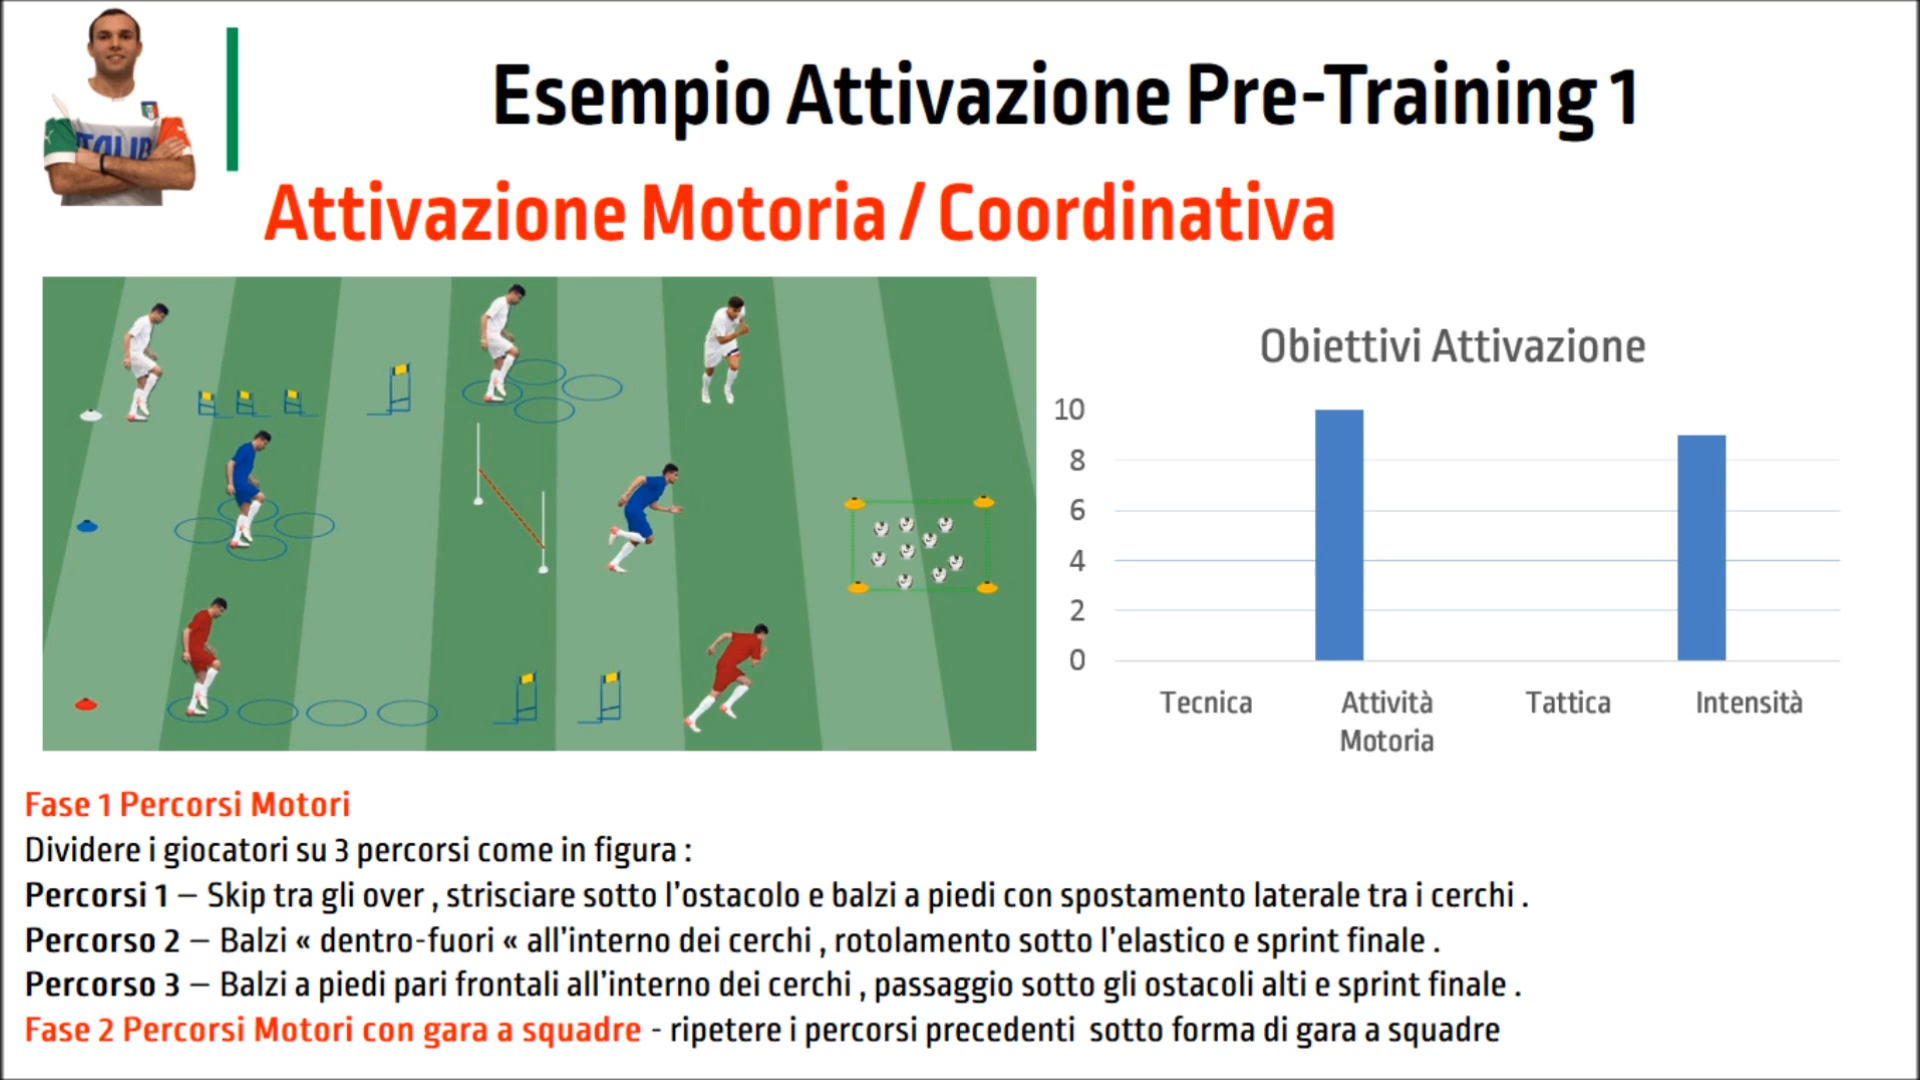 Esempio Attivazione Pre-Training 1
Attivazione Motoria / Coordinativa
Obiettivi Attivazione
10
8
6
4
2
0
Tecnica
Attività
Motoria
Tattica
Intensità
Fase 1 Percorsi Motori
Dividere i giocatori su 3 percorsi come in figura :
Percorsi 1 – Skip tra gli over , strisciare sotto l'ostacolo e balzi a piedi con spostamento laterale tra i cerchi .
Percorso 2 – Balzi « dentro-fuori « all'interno dei cerchi , rotolamento sotto l'elastico e sprint finale .
Percorso 3 – Balzi a piedi pari frontali all'interno dei cerchi , passaggio sotto gli ostacoli alti e sprint finale .
Fase 2 Percorsi Motori con gara a squadre - ripetere i percorsi precedenti sotto forma di gara a squadre